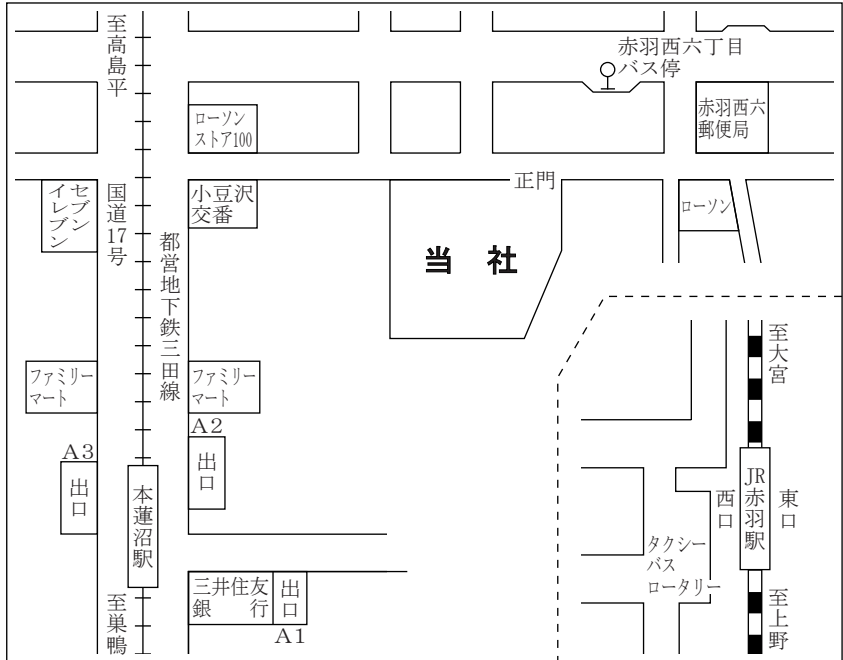 至高島平
赤羽西六丁目
バス停
ローソン
ストア100
赤羽西六
郵便局
セブン
イレブン
国道17号
小豆沢
交番
正門
ローソン
都営地下鉄三田線
当 社
至大宮
ファミリー
マート
ファミリー
マート
A2
A3
出口
出口
本蓮沼駅
西口
JR
赤羽駅
東口
タクシー
バス
ロータリー
三井住友
銀 行
出口
A1
至巣鴨
至上野